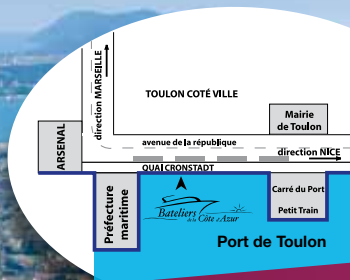 direction MARSEILLE
TOULON COTÉ VILLE
Mairie
de Toulon
ARSENAL
avenue de la république
direction NICE
QUAI CRONSTADT
Préfecture
maritime
Bateliers
de la Côte d'Azur
Carré du Port
Petit Train
Port de Toulon